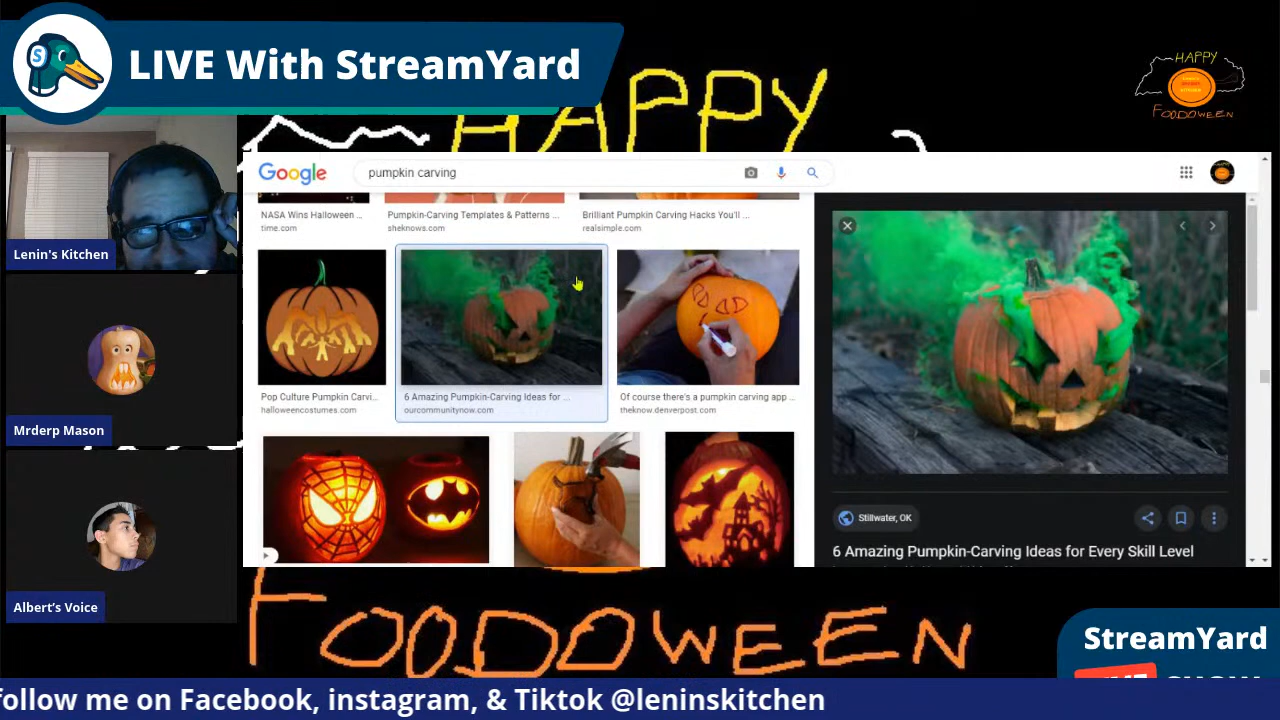 S
LIVE With StreamYard
HAPPY
HAPPY
FOODOWEEN
Google
pumpkin carving
NASA Wins Halloween ...
time.com
Pumpkin-Carving Templates & Patterns ...
sheknows.com
Brilliant Pumpkin Carving Hacks You'll ...
realsimple.com
Lenin's Kitchen
Pop Culture Pumpkin Carvi...
halloweencostumes.com
6 Amazing Pumpkin-Carving Ideas for ...
ourcommunitynow.com
Of course there's a pumpkin carving app ...
theknow.denverpost.com
Mrderp Mason
Stillwater, OK
6 Amazing Pumpkin-Carving Ideas for Every Skill Level
Albert's Voice
FOODOWEEN
StreamYard
follow me on Facebook, instagram, & Tiktok @leninskitchen